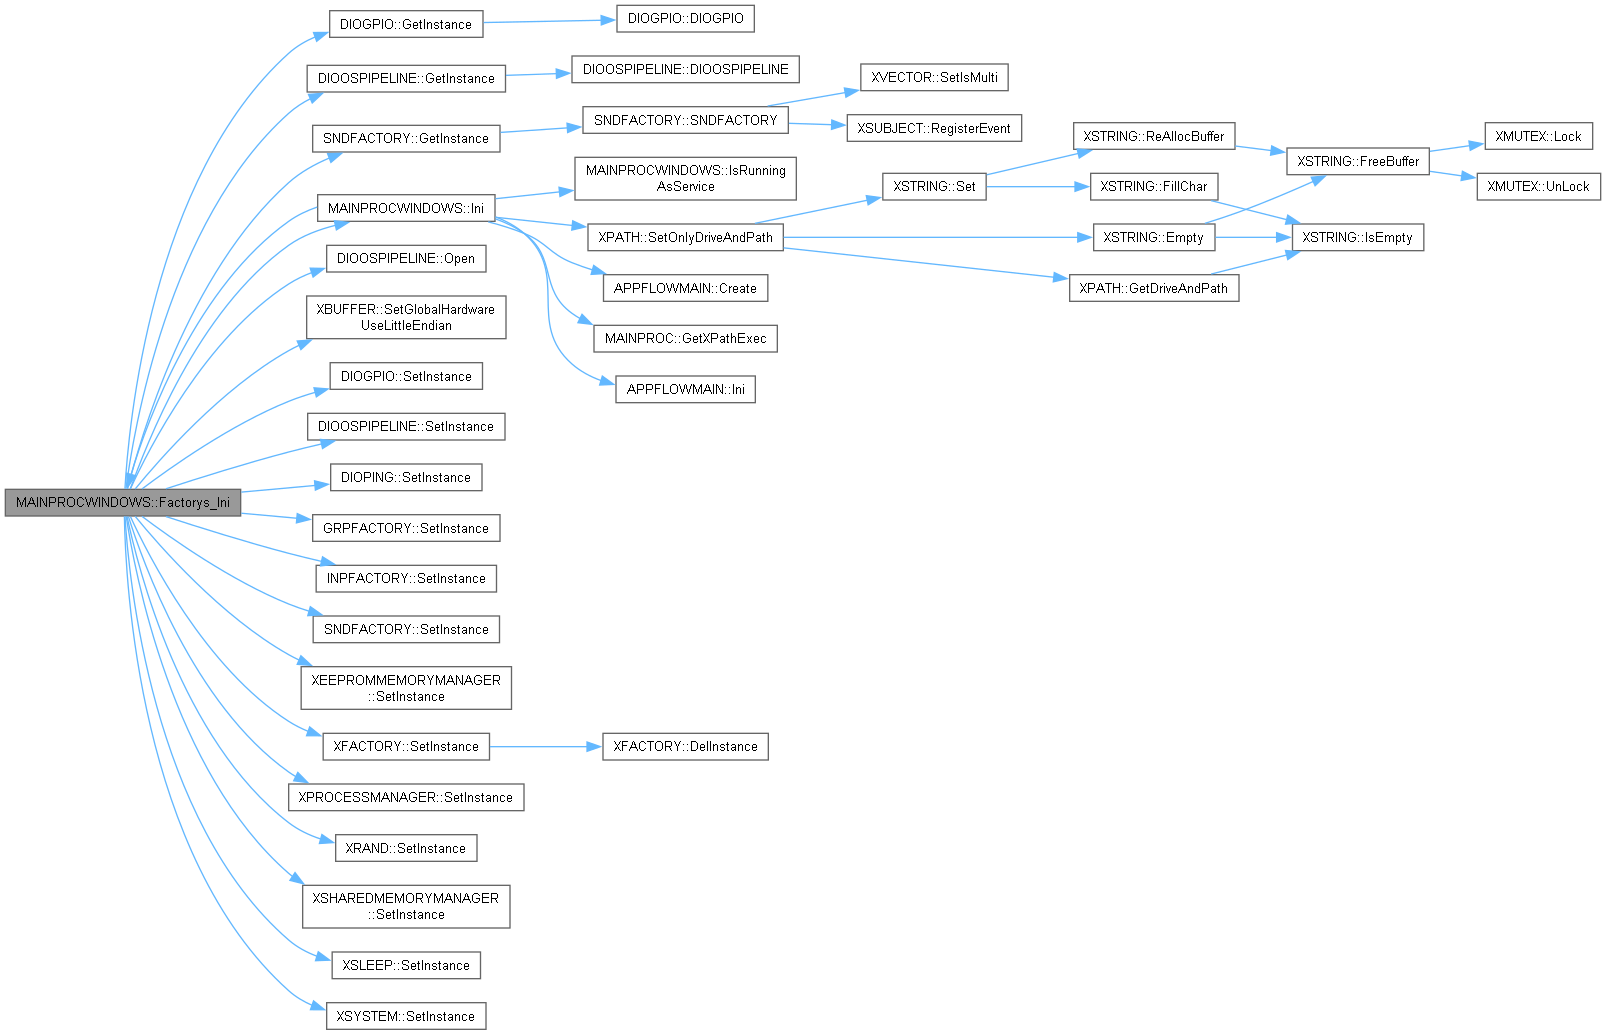 MAINPROCWINDOWS::Factorys_Ini
DIOGPIO::GetInstance
DIOGPIO::DIOGPIO
DIOOSPIPELINE::GetInstance
DIOOSPIPELINE::DIOOSPIPELINE
SNDFACTORY::GetInstance
SNDFACTORY::SNDFACTORY
XVECTOR::SetIsMulti
XSUBJECT::RegisterEvent
MAINPROCWINDOWS::Ini
MAINPROCWINDOWS::IsRunning
AsService
XPATH::SetOnlyDriveAndPath
XSTRING::Set
XSTRING::ReAllocBuffer
XSTRING::FreeBuffer
XMUTEX::Lock
XMUTEX::UnLock
XSTRING::FillChar
XSTRING::IsEmpty
XSTRING::Empty
XPATH::GetDriveAndPath
APPFLOWMAIN::Create
MAINPROC::GetXPathExec
APPFLOWMAIN::Ini
DIOOSPIPELINE::Open
XBUFFER::SetGlobalHardware
UseLittleEndian
DIOGPIO::SetInstance
DIOOSPIPELINE::SetInstance
DIOPING::SetInstance
GRPFACTORY::SetInstance
INPFACTORY::SetInstance
SNDFACTORY::SetInstance
XEEPROMMEMORYMANAGER
::SetInstance
XFACTORY::SetInstance
XFACTORY::DelInstance
XPROCESSMANAGER::SetInstance
XRAND::SetInstance
XSHAREDMEMORYMANAGER
::SetInstance
XSLEEP::SetInstance
XSYSTEM::SetInstance